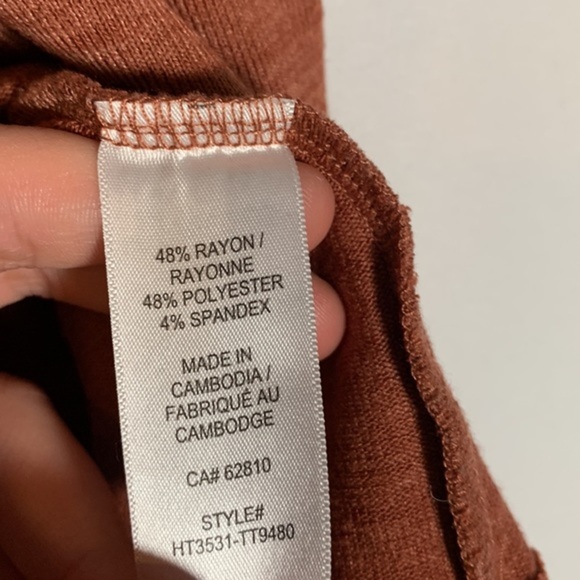 48% RAYON /
RAYONNE
48% POLYESTER
4% SPANDEX
MADE IN
CAMBODIA /
FABRIQUÉ AU
CAMBODGE
CA# 62810
STYLE#
HT3531-TT9480